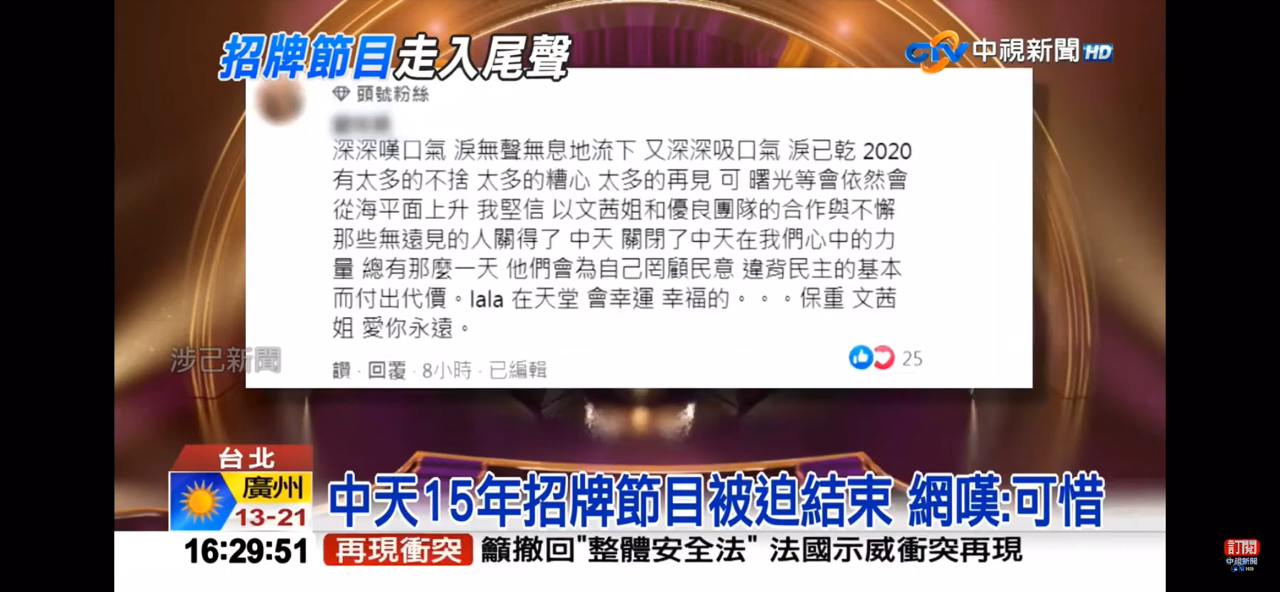 招牌節目走入尾聲
CTV 中視新聞 HD
頭號粉絲
深深嘆口氣 淚無聲無息地流下 又深深吸口氣 淚已乾 2020
有太多的不捨 太多的糟心 太多的再見 可 曙光等會依然會
從海平面上升 我堅信 以文茜姐和優良團隊的合作與不懈
那些無遠見的人關得了 中天 關閉了中天在我們心中的力
量 總有那麼一天 他們會為自己罔顧民意 違背民主的基本
而付出代價。lala 在天堂 會幸運 幸福的。。。保重 文茜
姐 愛你永遠。
讚 · 回覆 · 8小時 · 已編輯
25
涉己新聞
台北
廣州
13-21
中天15年招牌節目被迫結束 網嘆:可惜
16:29:51
再現衝突 籲撤回"整體安全法" 法國示威衝突再現
訂閱
中視新聞